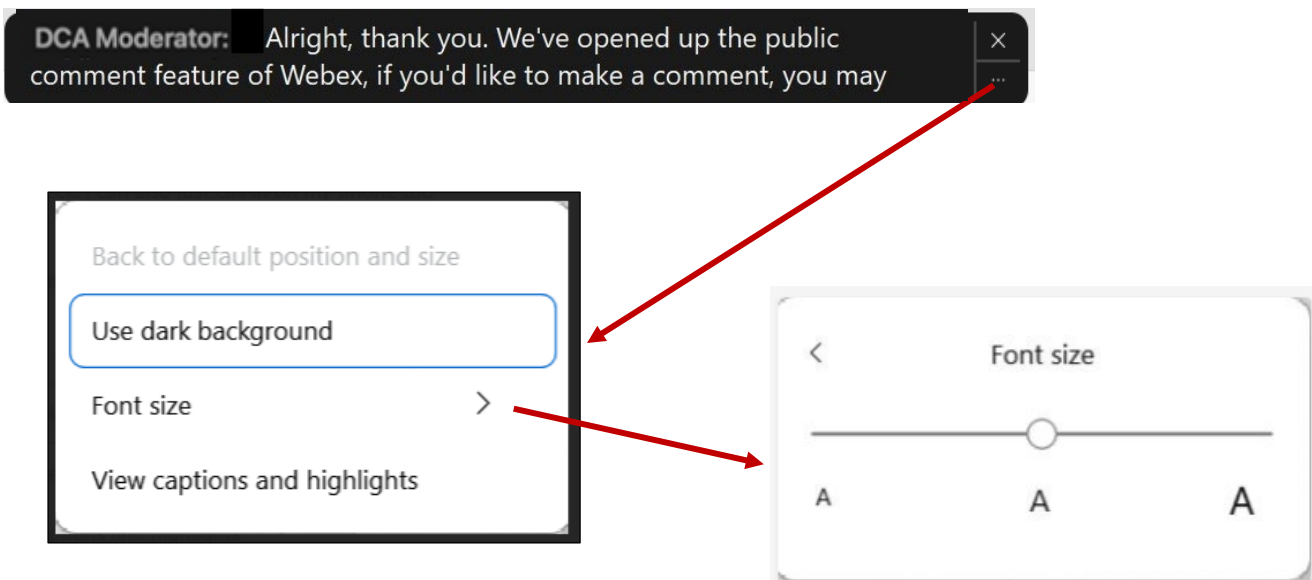 DCA Moderator: Alright, thank you. We've opened up the public
comment feature of Webex, if you'd like to make a comment, you may
Back to default position and size
Use dark background
Font size
View captions and highlights
Font size
A A A